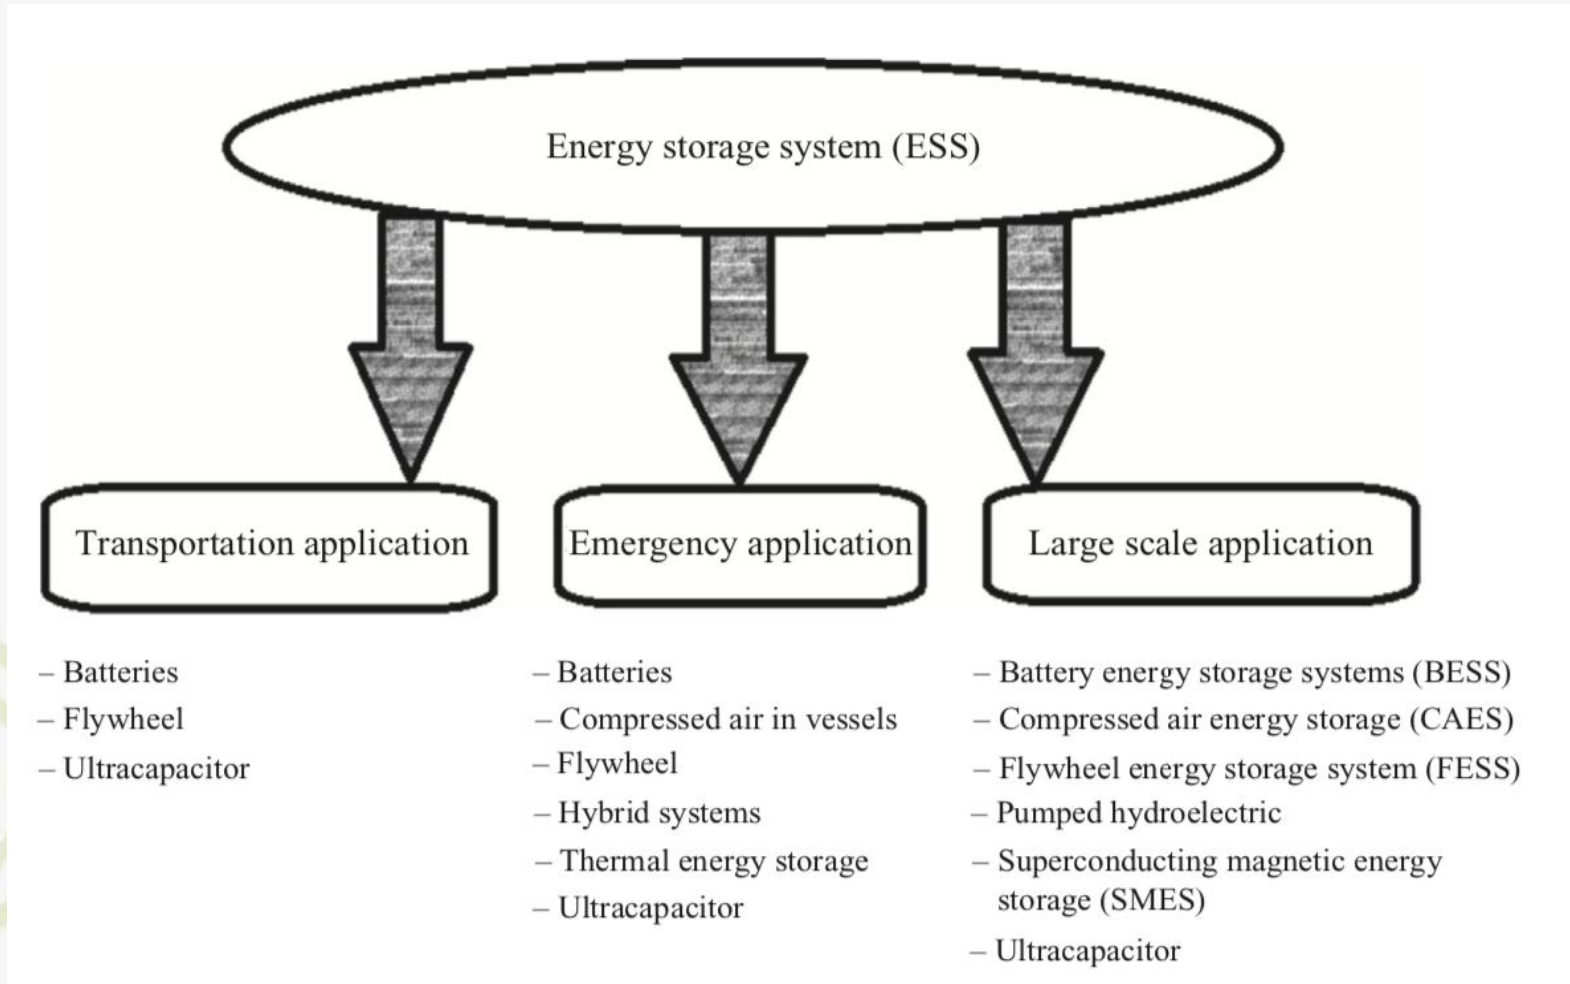 Energy storage system (ESS)
Transportation application
Emergency application
Large scale application
– Batteries
– Flywheel
– Ultracapacitor
– Batteries
– Compressed air in vessels
– Flywheel
– Hybrid systems
– Thermal energy storage
– Ultracapacitor
– Battery energy storage systems (BESS)
– Compressed air energy storage (CAES)
– Flywheel energy storage system (FESS)
– Pumped hydroelectric
– Superconducting magnetic energy
storage (SMES)
– Ultracapacitor